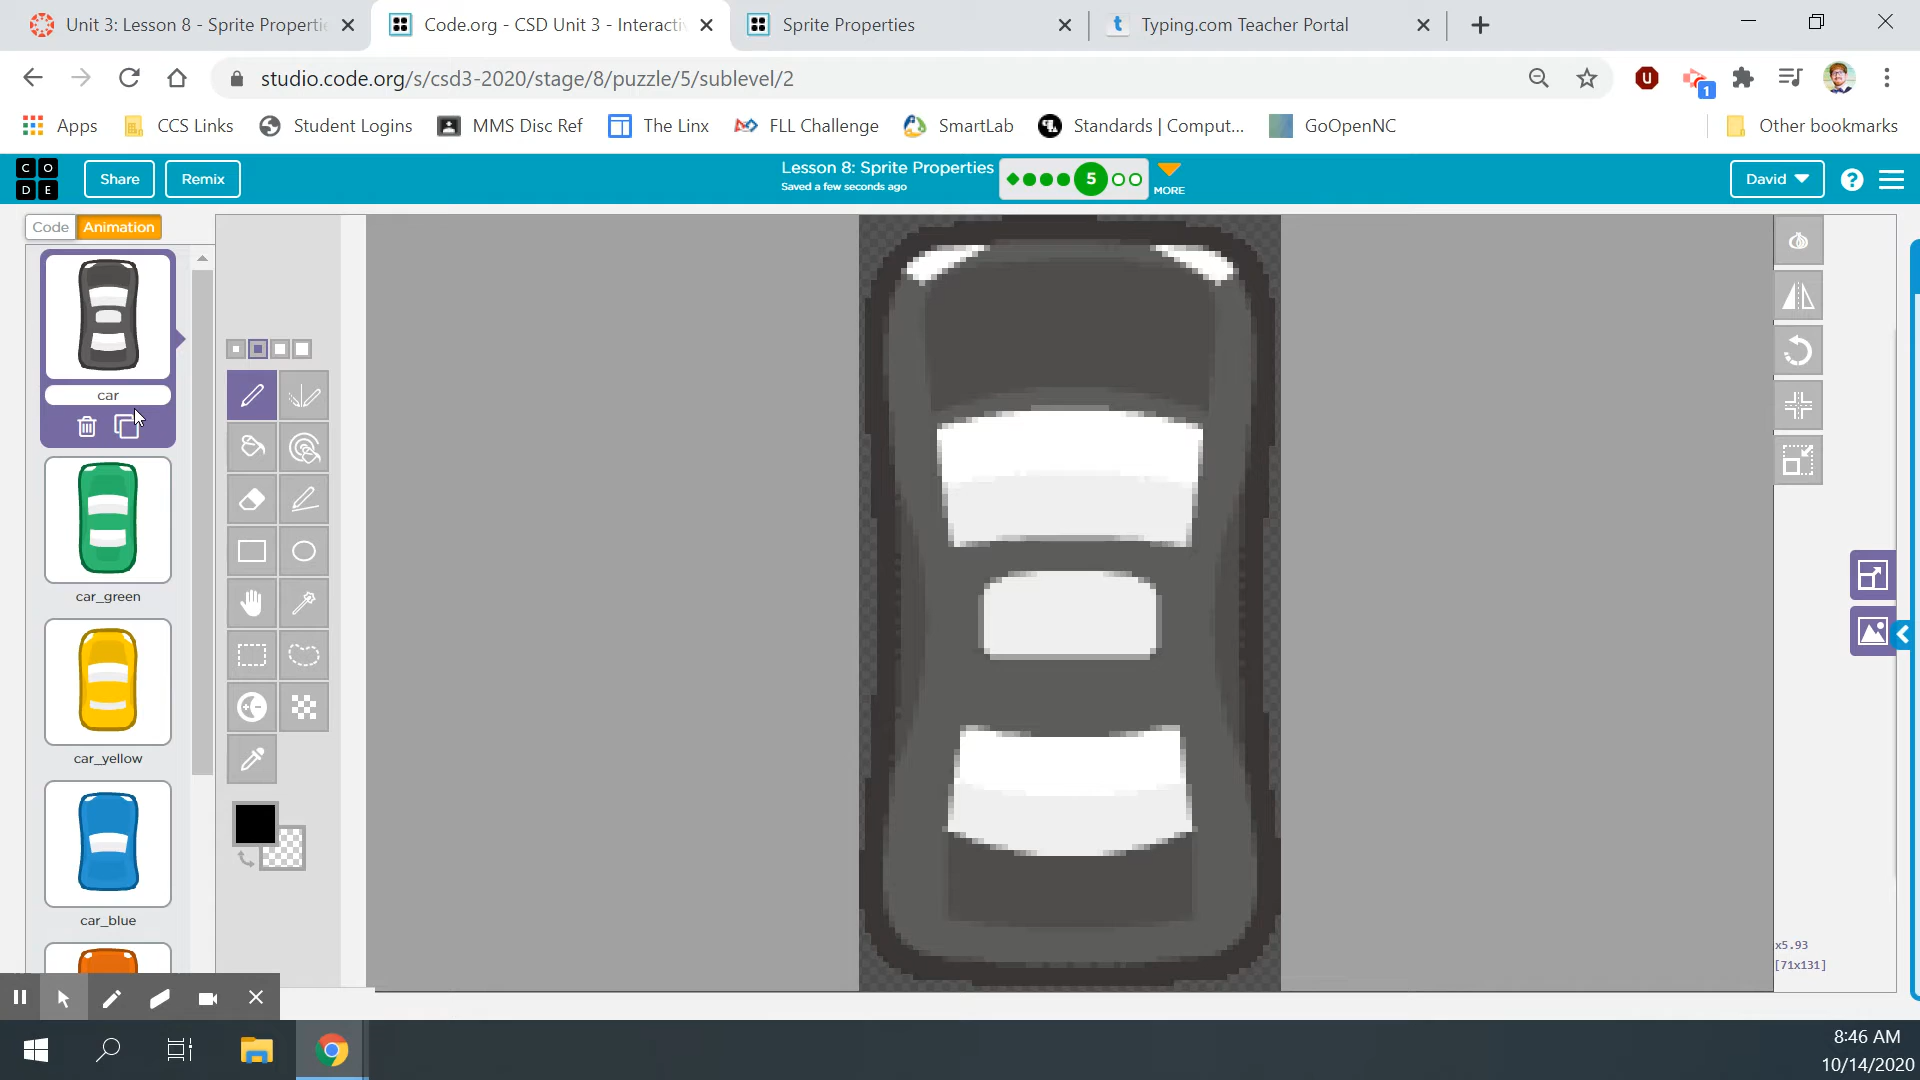 Unit 3: Lesson 8 - Sprite Properti
Code.org - CSD Unit 3 - Interacti
Sprite Properties
t
Typing.com Teacher Portal
studio.code.org/s/csd3-2020/stage/8/puzzle/5/sublevel/2
U
1
Apps
CCS Links
Student Logins
MMS Disc Ref
The Linx
FLL Challenge
SmartLab
Standards | Comput...
GoOpenNC
Other bookmarks
C O
D E
Share
Remix
Lesson 8: Sprite Properties
Saved a few seconds ago
5
MORE
David
?
Code
Animation
car
car_green
car_yellow
car_blue
x5.93
[71x131]
8:46 AM
10/14/2020